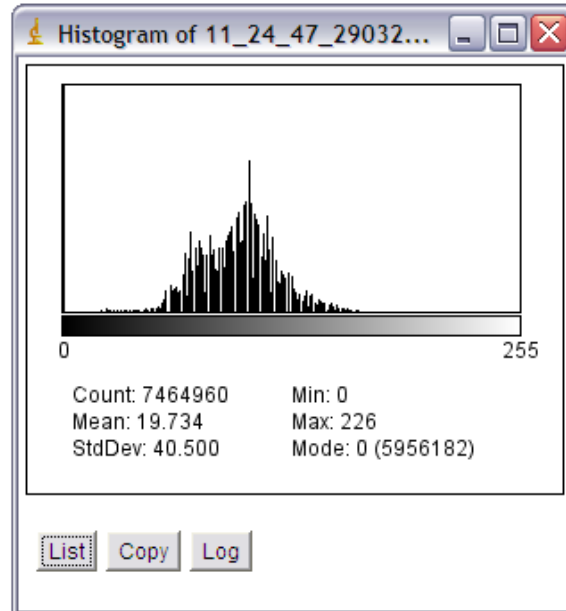 Histogram of 11_24_47_29032...
0 255
Count: 7464960 Min: 0
Mean: 19.734 Max: 226
StdDev: 40.500 Mode: 0 (5956182)
List Copy Log